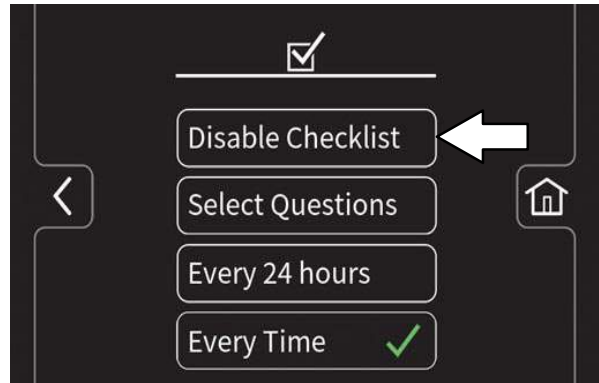 Disable Checklist
Select Questions
Every 24 hours
Every Time